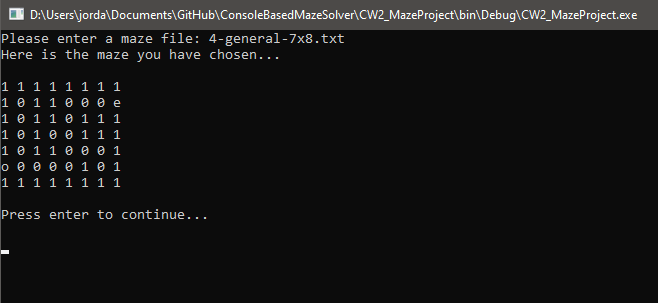 D:\Users\jorda\Documents\GitHub\ConsoleBasedMazeSolver\CW2_MazeProject\bin\Debug\CW2_MazeProject.exe
Please enter a maze file: 4-general-7x8.txt
Here is the maze you have chosen...
1 1 1 1 1 1 1 1
1 0 1 1 0 0 0 e
1 0 1 1 0 1 1 1
1 0 1 0 0 1 1 1
1 0 1 1 0 0 0 1
o 0 0 0 0 1 0 1
1 1 1 1 1 1 1 1
Press enter to continue...